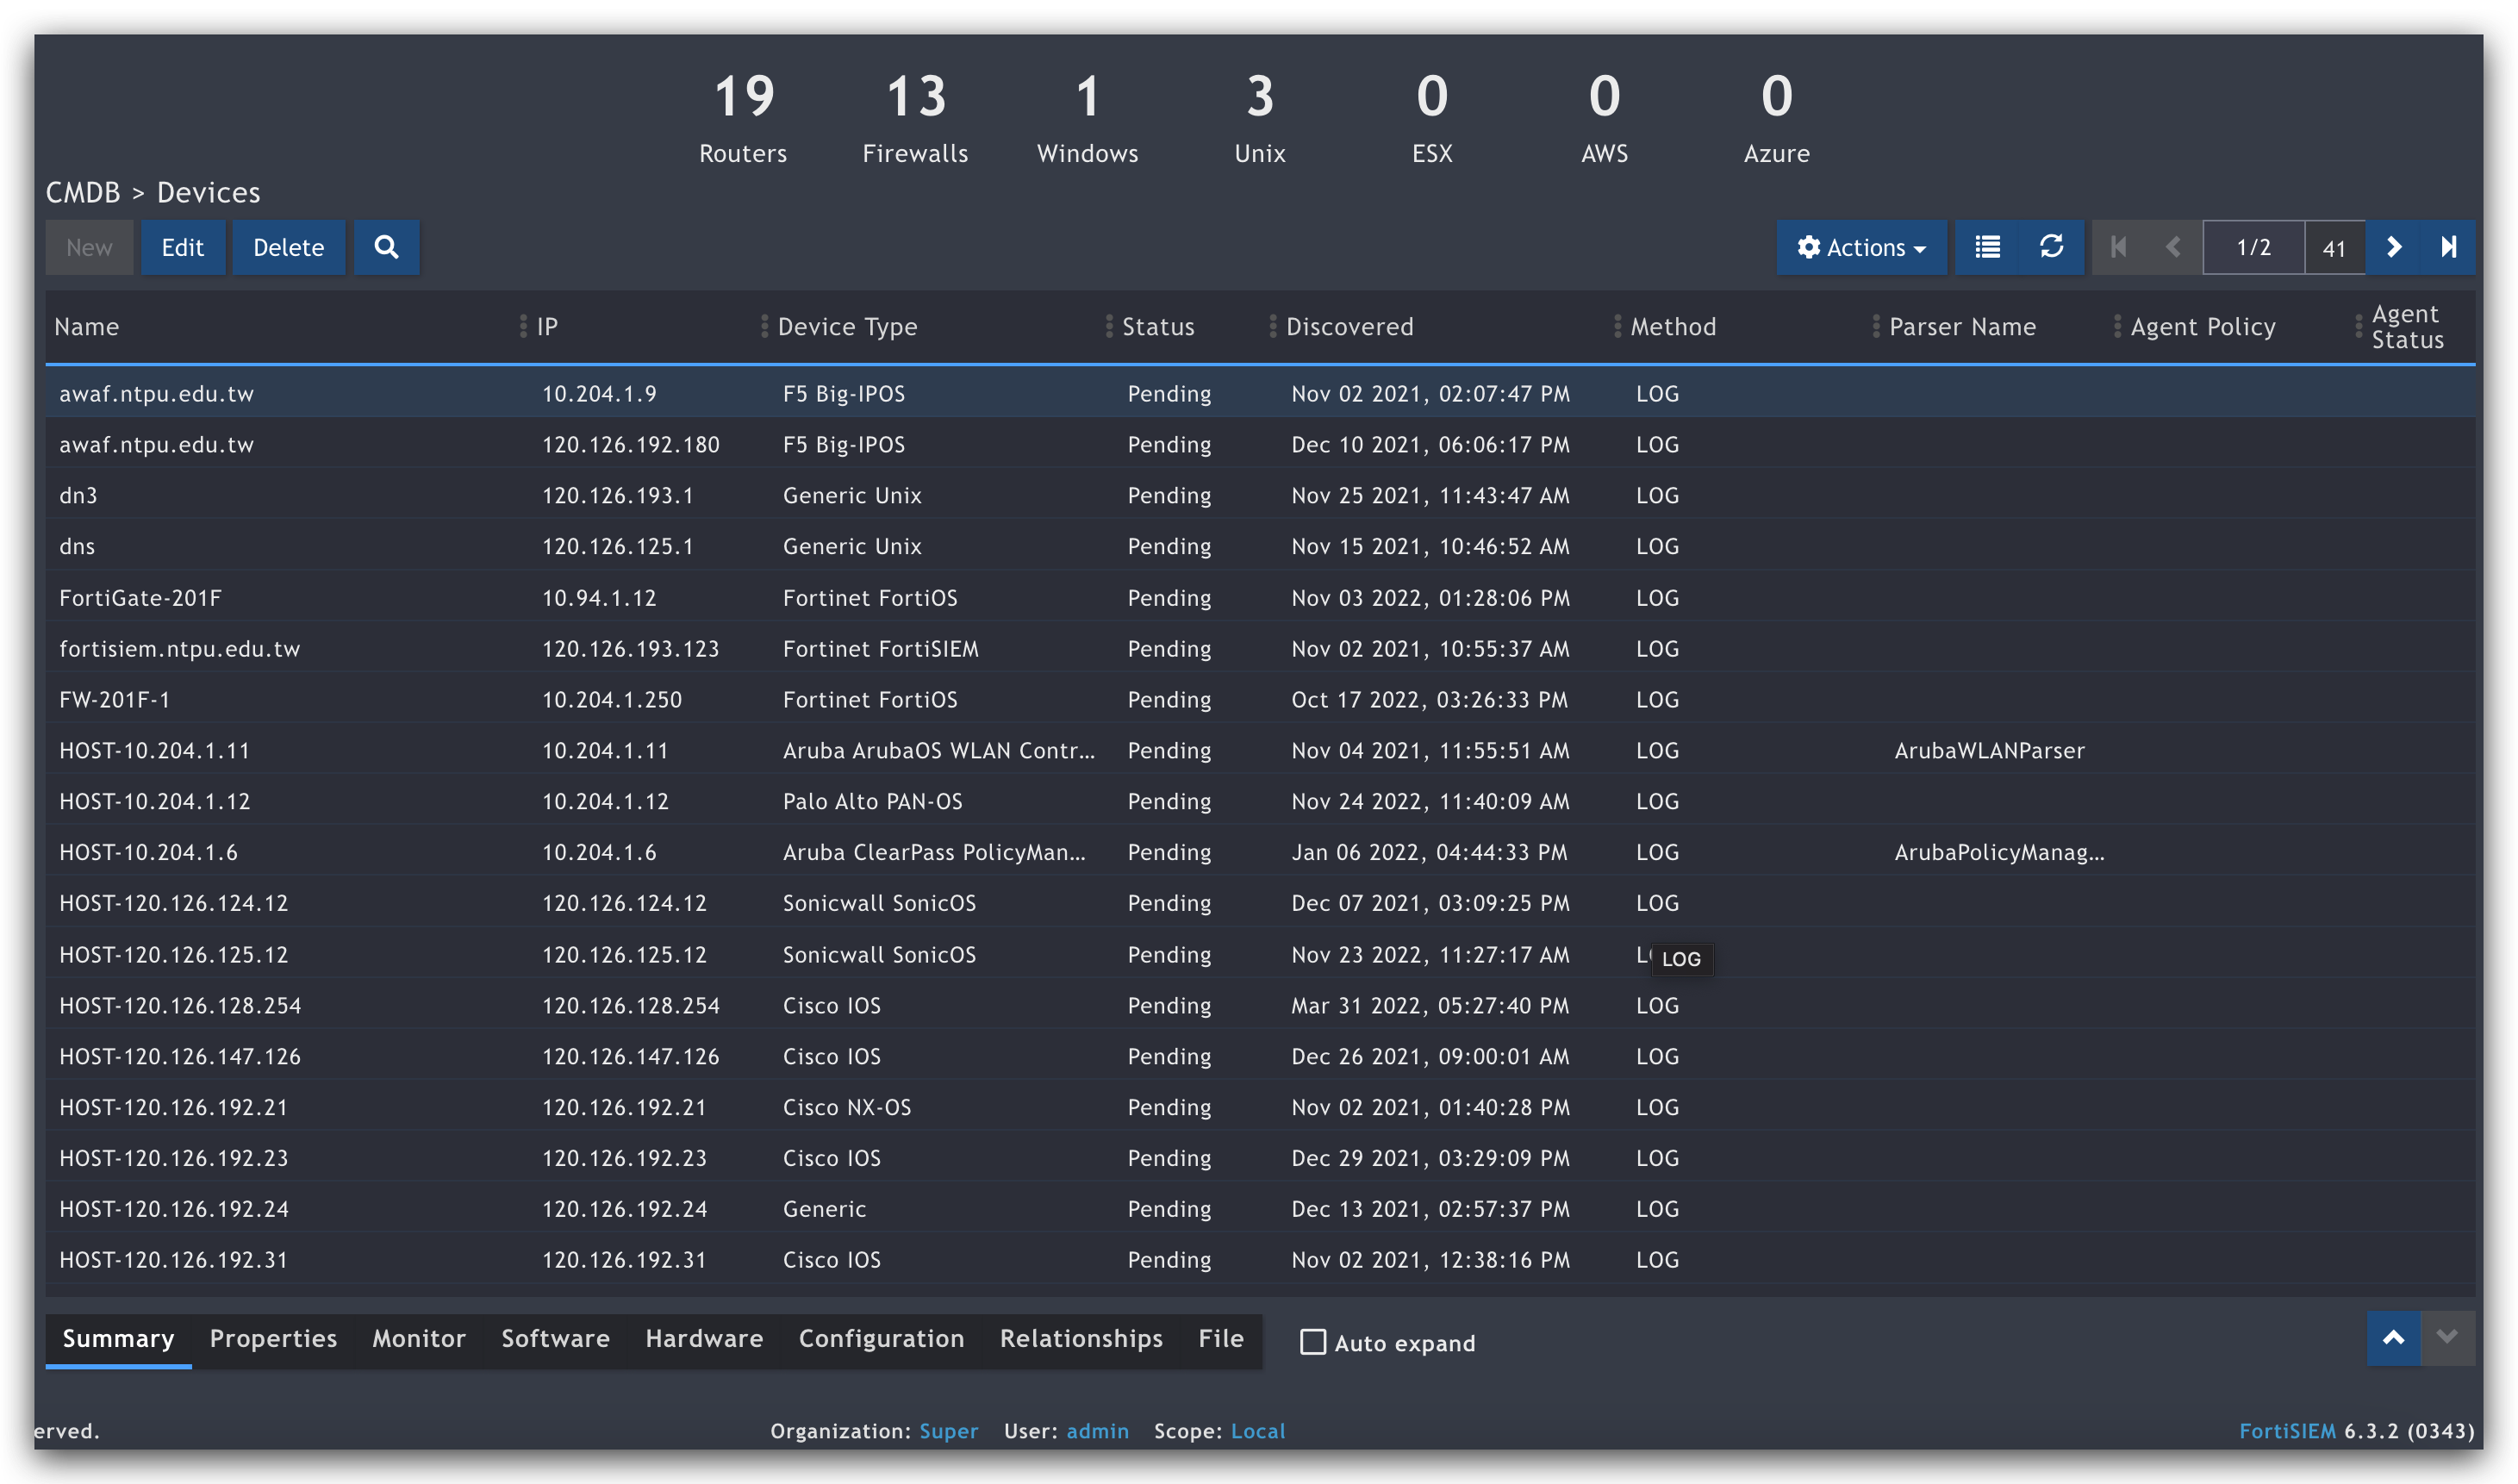 19 13 1 3 0 0 0
Routers Firewalls Windows Unix ESX AWS Azure
CMDB > Devices
New Edit Delete Actions 1/2 41
Name IP Device Type Status Discovered Method Parser Name Agent Policy Agent Status
awaf.ntpu.edu.tw 10.204.1.9 F5 Big-IPOS Pending Nov 02 2021, 02:07:47 PM LOG
awaf.ntpu.edu.tw 120.126.192.180 F5 Big-IPOS Pending Dec 10 2021, 06:06:17 PM LOG
dn3 120.126.193.1 Generic Unix Pending Nov 25 2021, 11:43:47 AM LOG
dns 120.126.125.1 Generic Unix Pending Nov 15 2021, 10:46:52 AM LOG
FortiGate-201F 10.94.1.12 Fortinet FortiOS Pending Nov 03 2022, 01:28:06 PM LOG
fortisiem.ntpu.edu.tw 120.126.193.123 Fortinet FortiSIEM Pending Nov 02 2021, 10:55:37 AM LOG
FW-201F-1 10.204.1.250 Fortinet FortiOS Pending Oct 17 2022, 03:26:33 PM LOG
HOST-10.204.1.11 10.204.1.11 Aruba ArubaOS WLAN Contr... Pending Nov 04 2021, 11:55:51 AM LOG ArubaWLANParser
HOST-10.204.1.12 10.204.1.12 Palo Alto PAN-OS Pending Nov 24 2022, 11:40:09 AM LOG
HOST-10.204.1.6 10.204.1.6 Aruba ClearPass PolicyMan... Pending Jan 06 2022, 04:44:33 PM LOG ArubaPolicyManag...
HOST-120.126.124.12 120.126.124.12 Sonicwall SonicOS Pending Dec 07 2021, 03:09:25 PM LOG
HOST-120.126.125.12 120.126.125.12 Sonicwall SonicOS Pending Nov 23 2022, 11:27:17 AM LOG
HOST-120.126.128.254 120.126.128.254 Cisco IOS Pending Mar 31 2022, 05:27:40 PM LOG
HOST-120.126.147.126 120.126.147.126 Cisco IOS Pending Dec 26 2021, 09:00:01 AM LOG
HOST-120.126.192.21 120.126.192.21 Cisco NX-OS Pending Nov 02 2021, 01:40:28 PM LOG
HOST-120.126.192.23 120.126.192.23 Cisco IOS Pending Dec 29 2021, 03:29:09 PM LOG
HOST-120.126.192.24 120.126.192.24 Generic Pending Dec 13 2021, 02:57:37 PM LOG
HOST-120.126.192.31 120.126.192.31 Cisco IOS Pending Nov 02 2021, 12:38:16 PM LOG
Summary Properties Monitor Software Hardware Configuration Relationships File Auto expand
erved. Organization: Super User: admin Scope: Local FortiSIEM 6.3.2 (0343)